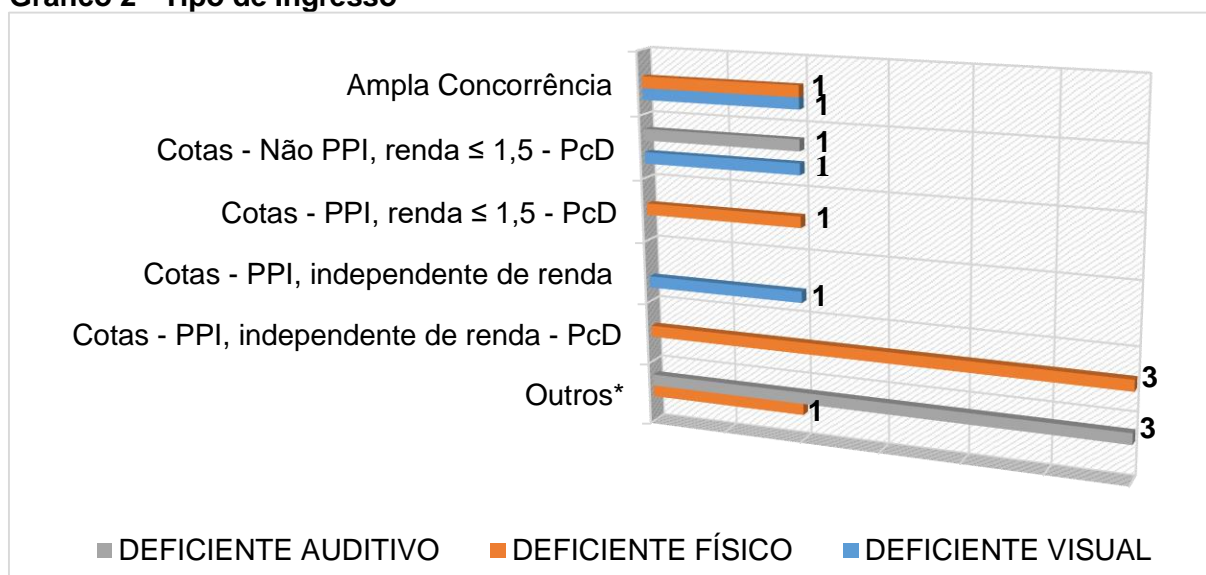 Gráfico 2 - Tipo de Ingresso
Ampla Concorrência
1
1
Cotas - Não PPI, renda ≤ 1,5 - PcD
1
1
Cotas - PPI, renda ≤ 1,5 - PcD
1
Cotas - PPI, independente de renda
1
Cotas - PPI, independente de renda - PcD
3
Outros*
1
3
DEFICIENTE AUDITIVO DEFICIENTE FÍSICO DEFICIENTE VISUAL